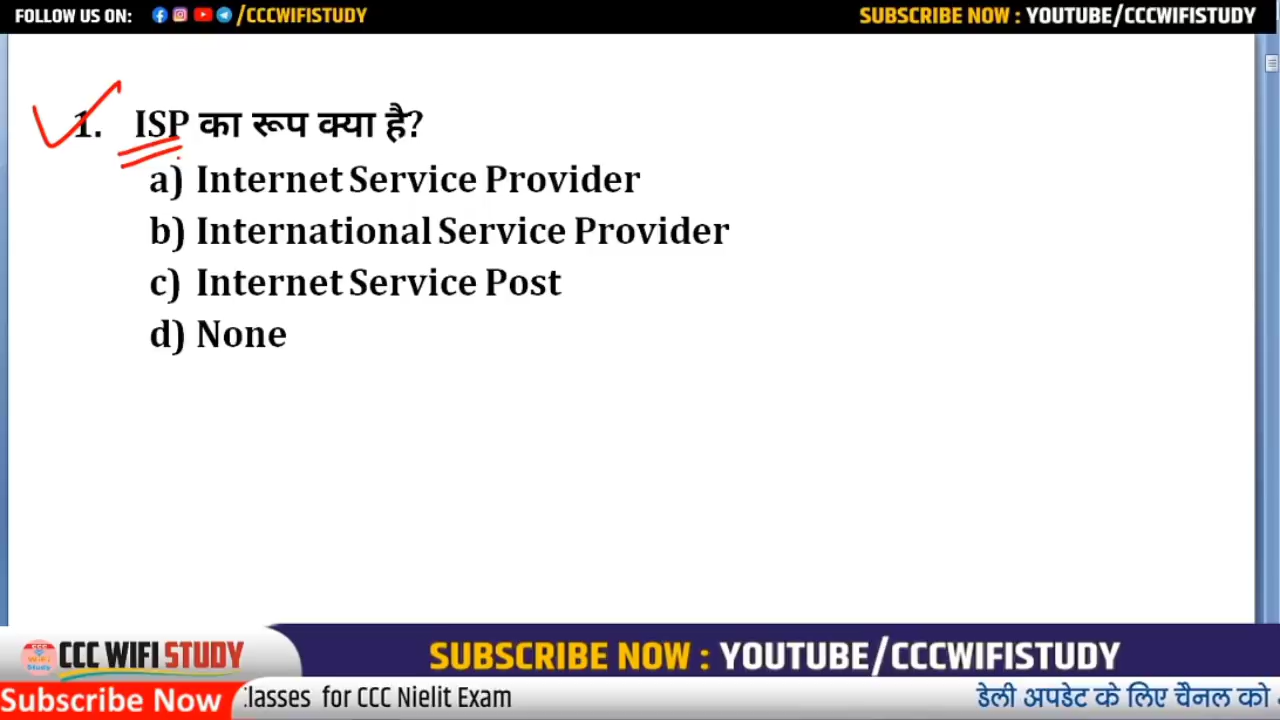 FOLLOW US ON: /CCCWIFISTUDY
SUBSCRIBE NOW : YOUTUBE/CCCWIFISTUDY
1. ISP का रूप क्या है?
a) Internet Service Provider
b) International Service Provider
c) Internet Service Post
d) None
CCC WIFI STUDY
SUBSCRIBE NOW : YOUTUBE/CCCWIFISTUDY
Subscribe Now
for CCC Nielit Exam
डेली अपडेट के लिए चैनल को